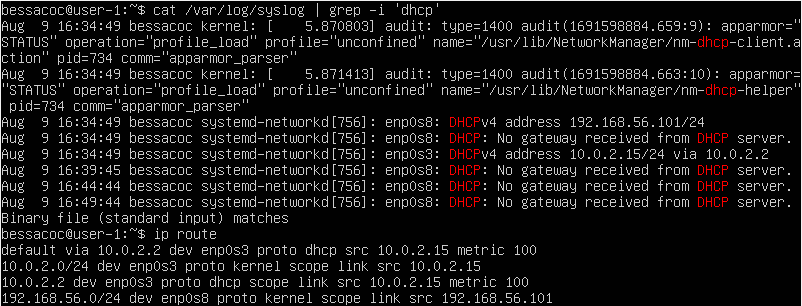 bessacoc@user-1:~$ cat /var/log/syslog | grep -i 'dhcp'
Aug  9 16:34:49 bessacoc kernel: [    5.870803] audit: type=1400 audit(1691598884.659:9): apparmor=
"STATUS" operation="profile_load" profile="unconfined" name="/usr/lib/NetworkManager/nm-dhcp-client.a
ction" pid=734 comm="apparmor_parser"
Aug  9 16:34:49 bessacoc kernel: [    5.871413] audit: type=1400 audit(1691598884.663:10): apparmor=
"STATUS" operation="profile_load" profile="unconfined" name="/usr/lib/NetworkManager/nm-dhcp-helper"
 pid=734 comm="apparmor_parser"
Aug  9 16:34:49 bessacoc systemd-networkd[756]: enp0s8: DHCPv4 address 192.168.56.101/24
Aug  9 16:34:49 bessacoc systemd-networkd[756]: enp0s8: DHCP: No gateway received from DHCP server.
Aug  9 16:34:49 bessacoc systemd-networkd[756]: enp0s3: DHCPv4 address 10.0.2.15/24 via 10.0.2.2
Aug  9 16:39:45 bessacoc systemd-networkd[756]: enp0s8: DHCP: No gateway received from DHCP server.
Aug  9 16:44:44 bessacoc systemd-networkd[756]: enp0s8: DHCP: No gateway received from DHCP server.
Aug  9 16:49:44 bessacoc systemd-networkd[756]: enp0s8: DHCP: No gateway received from DHCP server.
Binary file (standard input) matches
bessacoc@user-1:~$ ip route
default via 10.0.2.2 dev enp0s3 proto dhcp src 10.0.2.15 metric 100
10.0.2.0/24 dev enp0s3 proto kernel scope link src 10.0.2.15
10.0.2.2 dev enp0s3 proto dhcp scope link src 10.0.2.15 metric 100
192.168.56.0/24 dev enp0s8 proto kernel scope link src 192.168.56.101